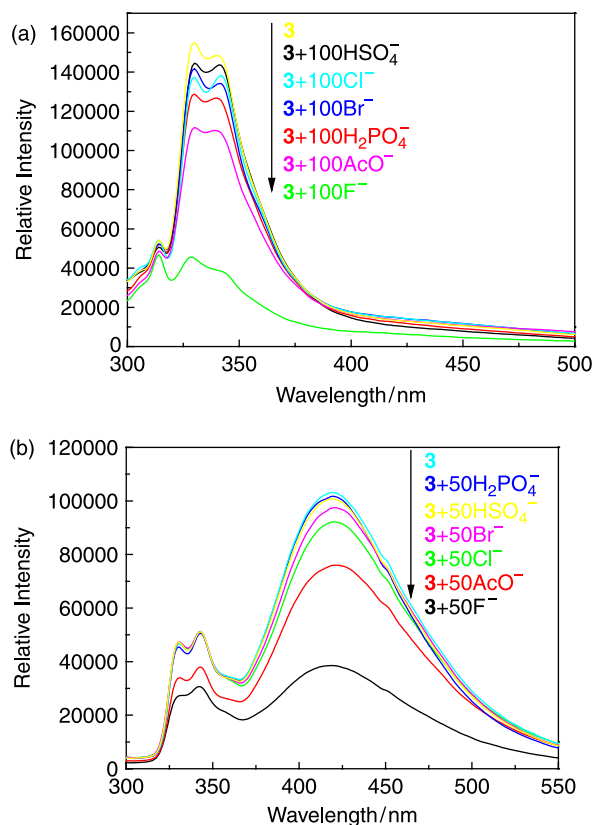 (a)
3
3+100HSO₄⁻
3+100Cl⁻
3+100Br⁻
3+100H₂PO₄⁻
3+100AcO⁻
3+100F⁻
160000
140000
120000
100000
80000
60000
40000
20000
0
Relative Intensity
300 350 400 450 500
Wavelength/nm
(b)
3
3+50H₂PO₄⁻
3+50HSO₄⁻
3+50Br⁻
3+50Cl⁻
3+50AcO⁻
3+50F⁻
120000
100000
80000
60000
40000
20000
0
Relative Intensity
300 350 400 450 500 550
Wavelength/nm